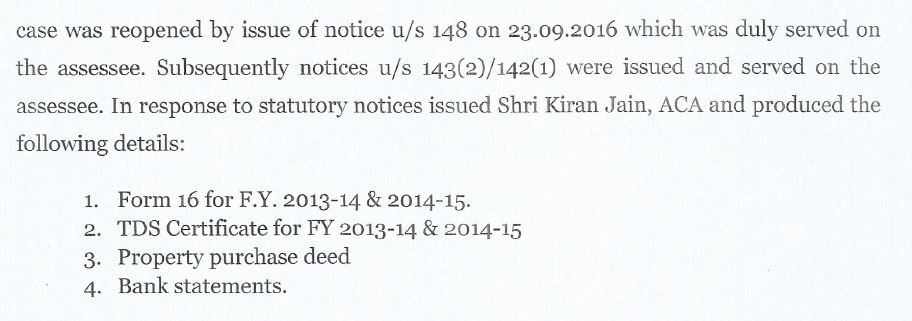 case was reopened by issue of notice u/s 148 on 23.09.2016 which was duly served on
the assessee. Subsequently notices u/s 143(2)/142(1) were issued and served on the
assessee. In response to statutory notices issued Shri Kiran Jain, ACA and produced the
following details:
1. Form 16 for F.Y. 2013-14 & 2014-15.
2. TDS Certificate for FY 2013-14 & 2014-15
3. Property purchase deed
4. Bank statements.